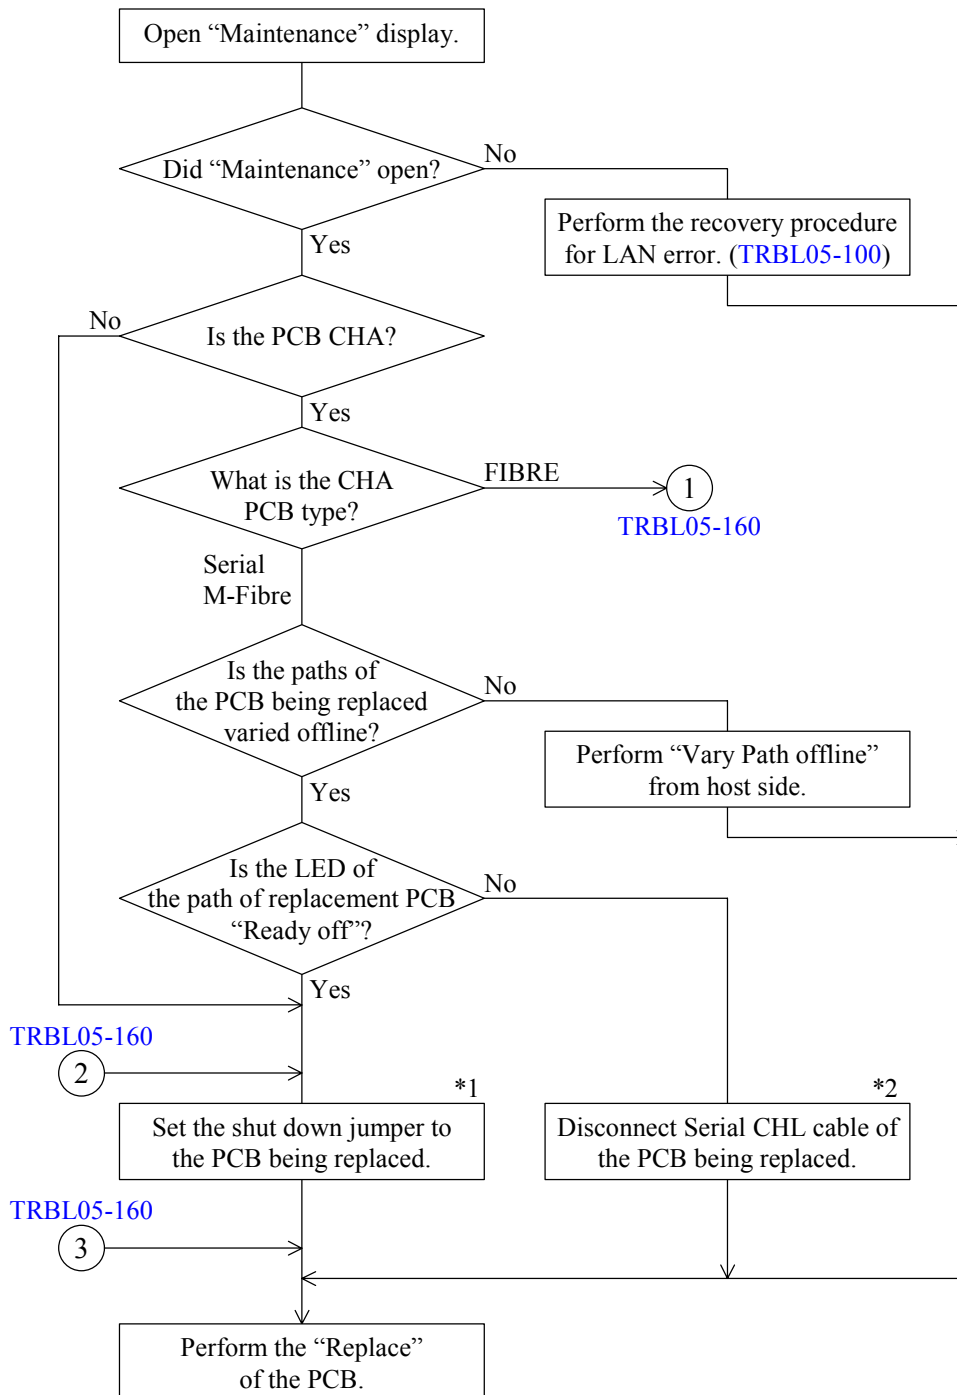 Open “Maintenance” display.
Did “Maintenance” open?
No
Perform the recovery procedure
for LAN error. (TRBL05-100)
Yes
No
Is the PCB CHA?
Yes
What is the CHA
PCB type?
FIBRE
1
TRBL05-160
Serial
M-Fibre
Is the paths of
the PCB being replaced
varied offline?
No
Perform “Vary Path offline”
from host side.
Yes
Is the LED of
the path of replacement PCB
“Ready off”?
No
Yes
TRBL05-160
2
*1
Set the shut down jumper to
the PCB being replaced.
*2
Disconnect Serial CHL cable of
the PCB being replaced.
TRBL05-160
3
Perform the “Replace”
of the PCB.